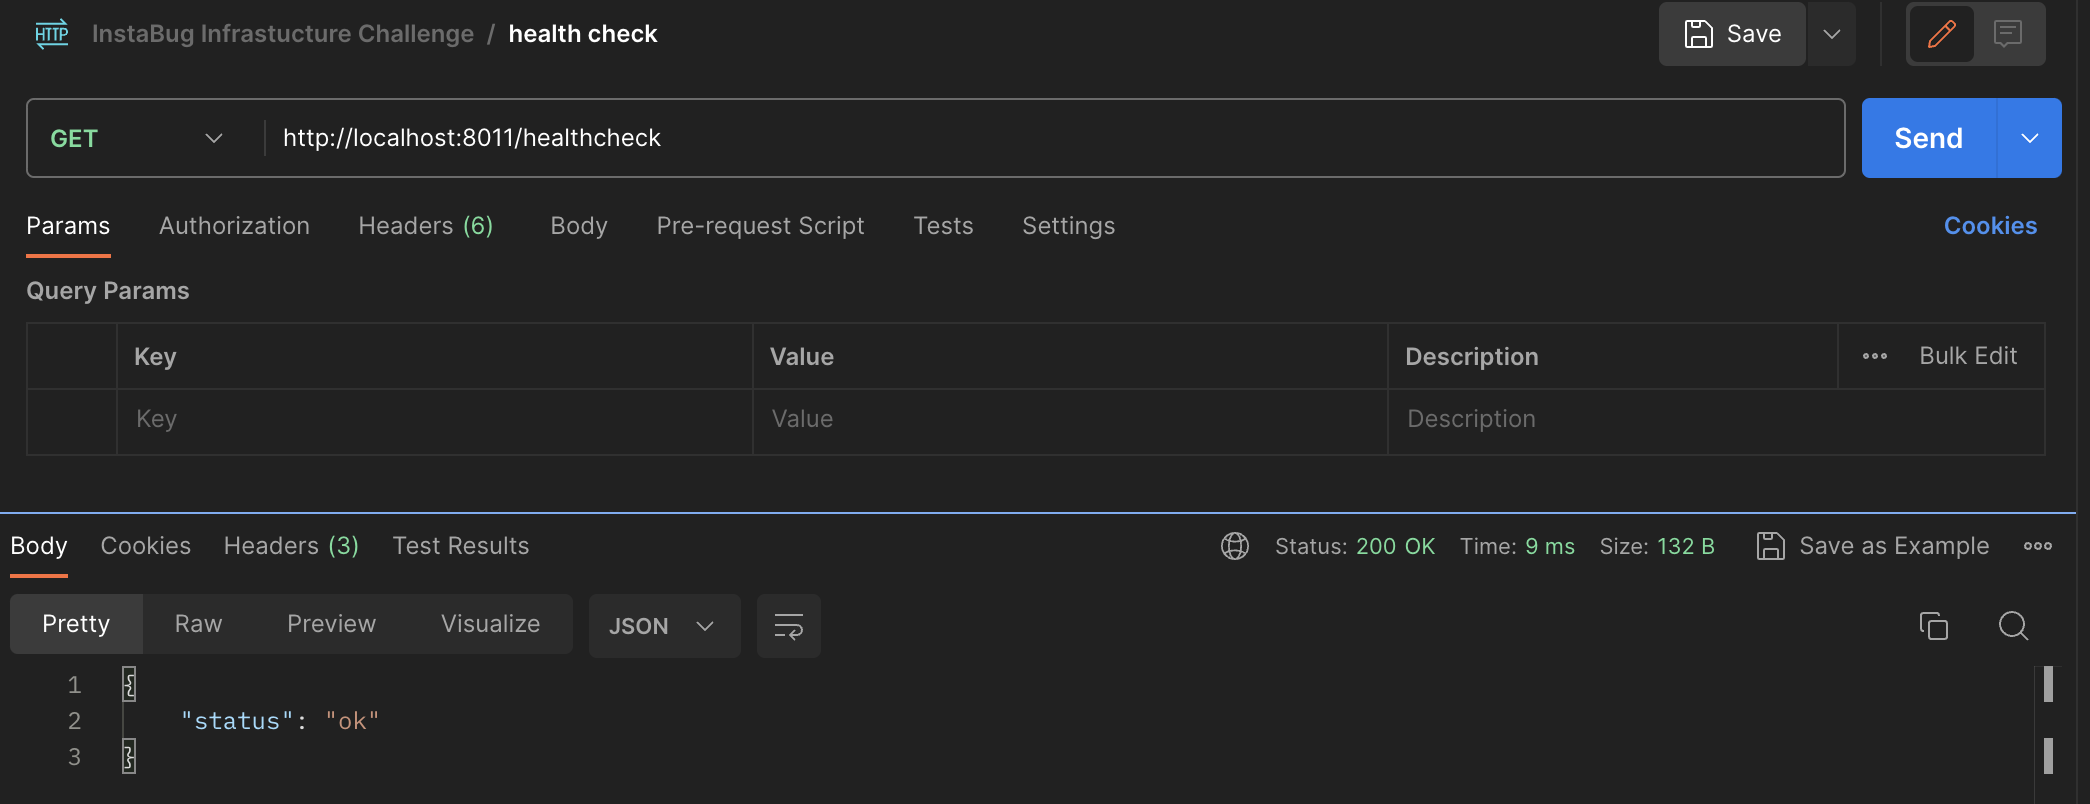 HTTP InstaBug Infrastucture Challenge / health check Save
GET http://localhost:8011/healthcheck Send
Params Authorization Headers (6) Body Pre-request Script Tests Settings Cookies
Query Params
Key Value Description Bulk Edit
Key Value Description
Body Cookies Headers (3) Test Results Status: 200 OK Time: 9 ms Size: 132 B Save as Example
Pretty Raw Preview Visualize JSON
1 {
2 "status": "ok"
3 }